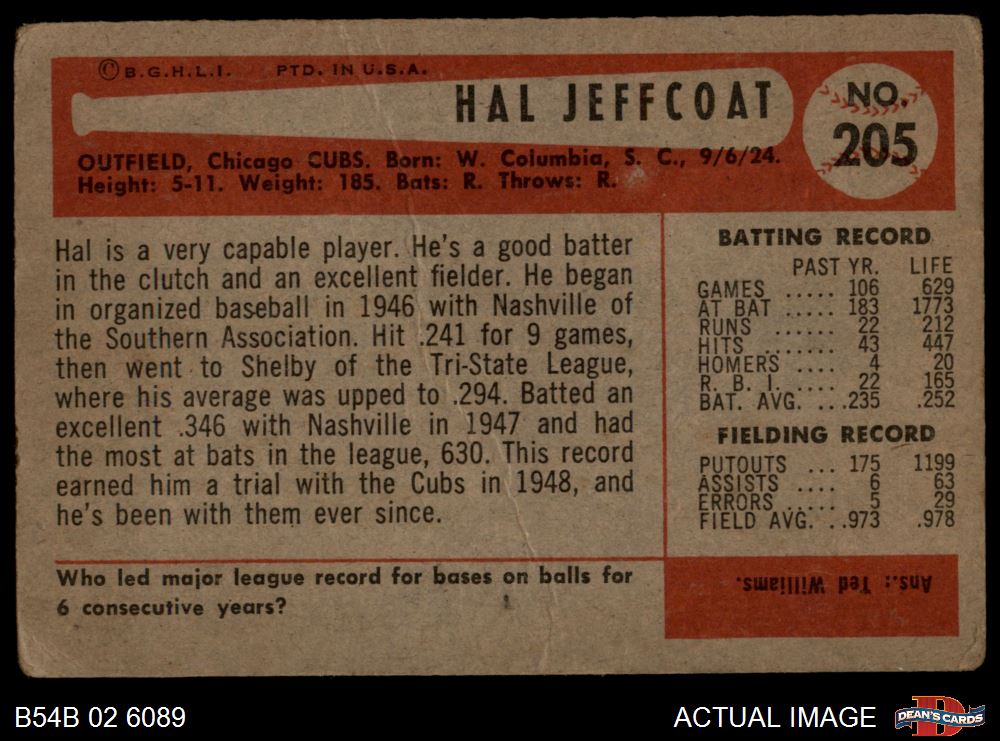 © B.G.H.L.I. PTD. IN U.S.A.
HAL JEFFCOAT
NO.
205
OUTFIELD, Chicago CUBS. Born: W. Columbia, S. C., 9/6/24.
Height: 5-11. Weight: 185. Bats: R. Throws: R.
Hal is a very capable player. He's a good batter
in the clutch and an excellent fielder. He began
in organized baseball in 1946 with Nashville of
the Southern Association. Hit .241 for 9 games,
then went to Shelby of the Tri-State League,
where his average was upped to .294. Batted an
excellent .346 with Nashville in 1947 and had
the most at bats in the league, 630. This record
earned him a trial with the Cubs in 1948, and
he's been with them ever since.
BATTING RECORD
PAST YR. LIFE
GAMES ..... 106 629
AT BAT ..... 183 1773
RUNS ...... 22 212
HITS ....... 43 447
HOMERS .... 4 20
R. B. I. ..... 22 165
BAT. AVG. ...235 .252
FIELDING RECORD
PUTOUTS ... 175 1199
ASSISTS .... 6 63
ERRORS ..... 5 29
FIELD AVG. ..973 .978
Who led major league record for bases on balls for
6 consecutive years?
Ans.: Ted Williams.
B54B 02 6089
ACTUAL IMAGE
D
DEAN'S CARDS